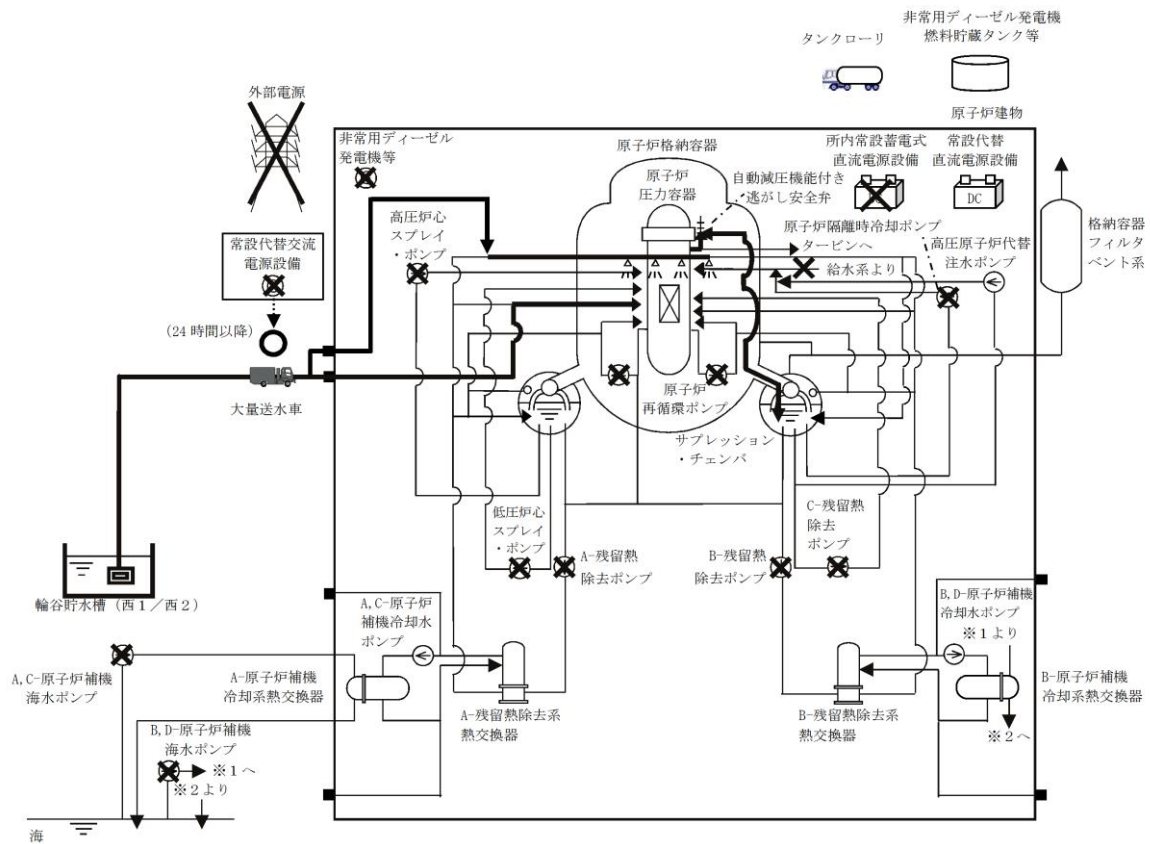 タンクローリ
非常用ディーゼル発電機
燃料貯蔵タンク等
外部電源
原子炉建物
非常用ディーゼル
発電機等
原子炉格納容器
所内常設蓄電式
直流電源設備
常設代替
直流電源設備
DC
原子炉
圧力容器
自動減圧機能付き
逃がし安全弁
高圧炉心
スプレイ
・ポンプ
原子炉隔離時冷却ポンプ
タービンへ
高圧原子炉代替
注水ポンプ
給水系より
格納容器
フィルタ
ベント系
常設代替交流
電源設備
(24時間以降)
大量送水車
原子炉
再循環ポンプ
サプレッション
・チェンバ
低圧炉心
スプレイ
・ポンプ
A-残留熱
除去ポンプ
B-残留熱
除去ポンプ
C-残留熱
除去
ポンプ
輪谷貯水槽（西1／西2）
A,C-原子炉補機
海水ポンプ
A-原子炉補機
冷却系熱交換器
A,C-原子炉
補機冷却水
ポンプ
A-残留熱除去系
熱交換器
B-残留熱除去系
熱交換器
B,D-原子炉補機
冷却水ポンプ
※1より
B-原子炉補機
冷却系熱交換器
※2へ
B,D-原子炉補機
海水ポンプ
※1へ
※2より
海